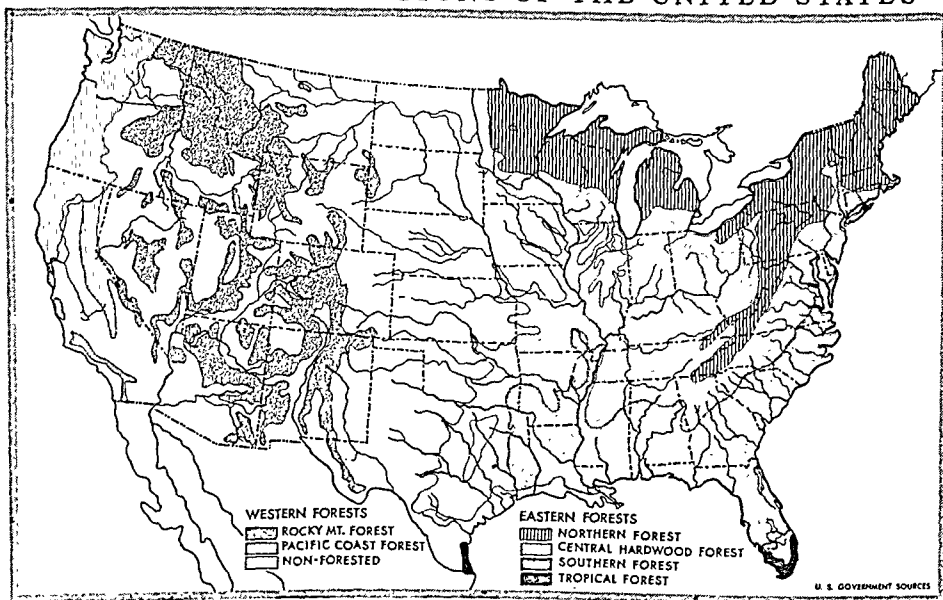 OF THE UNITED STATES
WESTERN FORESTS
ROCKY MT. FOREST
PACIFIC COAST FOREST
NON-FORESTED
EASTERN FORESTS
NORTHERN FOREST
CENTRAL HARDWOOD FOREST
SOUTHERN FOREST
TROPICAL FOREST
U. S. GOVERNMENT SOURCES